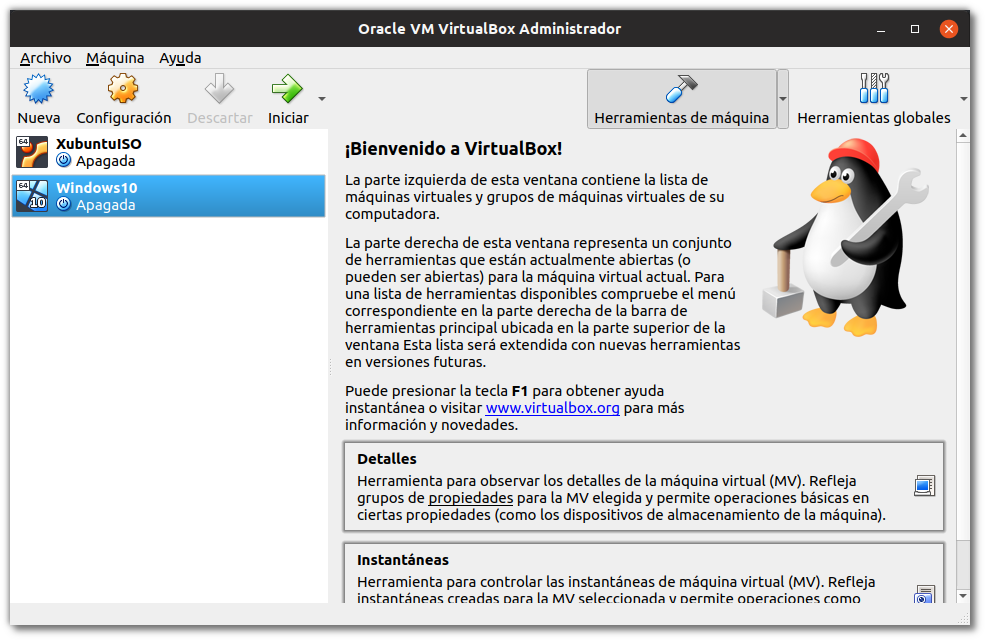 Oracle VM VirtualBox Administrador
Archivo Máquina Ayuda
Nueva Configuración Descartar Iniciar Herramientas de máquina Herramientas globales
64 XubuntuISO
Apagada
64 Windows10
10 Apagada
¡Bienvenido a VirtualBox!
La parte izquierda de esta ventana contiene la lista de
máquinas virtuales y grupos de máquinas virtuales de su
computadora.
La parte derecha de esta ventana representa un conjunto
de herramientas que están actualmente abiertas (o
pueden ser abiertas) para la máquina virtual actual. Para
una lista de herramientas disponibles compruebe el menú
correspondiente en la parte derecha de la barra de
herramientas principal ubicada en la parte superior de la
ventana Esta lista será extendida con nuevas herramientas
en versiones futuras.
Puede presionar la tecla F1 para obtener ayuda
instantánea o visitar www.virtualbox.org para más
información y novedades.
Detalles
Herramienta para observar los detalles de la máquina virtual (MV). Refleja
grupos de propiedades para la MV elegida y permite operaciones básicas en
ciertas propiedades (como los dispositivos de almacenamiento de la máquina).
Instantáneas
Herramienta para controlar las instantáneas de máquina virtual (MV). Refleja
instantáneas creadas para la MV seleccionada y permite operaciones como